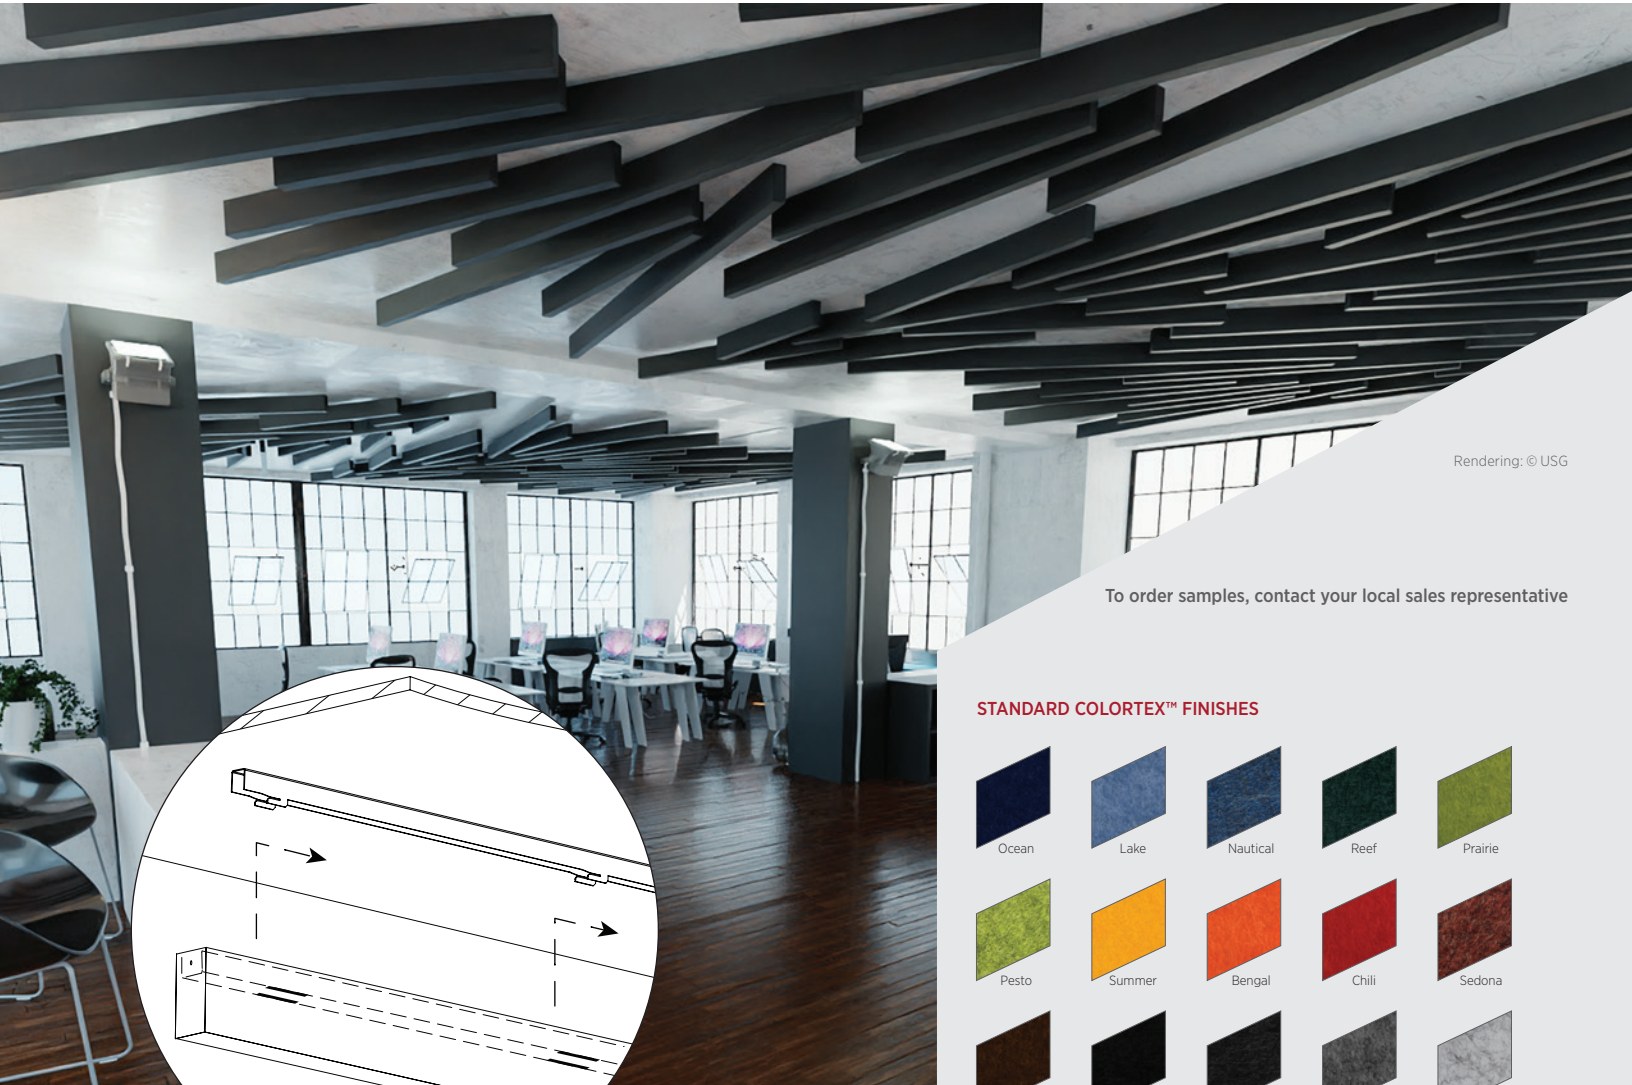 Rendering: © USG
To order samples, contact your local sales representative
STANDARD COLORTEX™ FINISHES
Ocean Lake Nautical Reef Prairie
Pesto Summer Bengal Chili Sedona